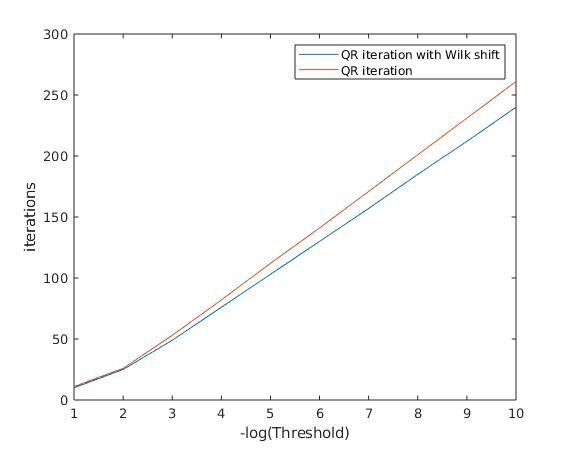 QR iteration with Wilk shift
QR iteration
300
250
200
150
100
50
0
iterations
1 2 3 4 5 6 7 8 9 10
-log(Threshold)